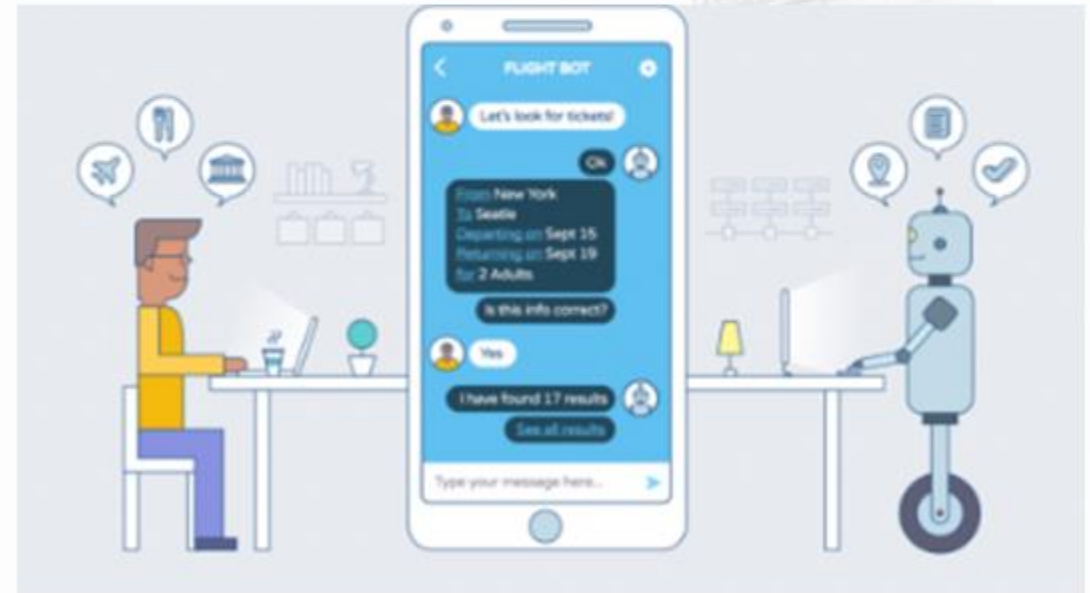 FLIGHT BOT
Let's look for tickets!
Ok
From New York
To Seatle
Departing on Sept 15
Returning on Sept 19
for 2 Adults
Is this info correct?
Yes
I have found 17 results
See all results
Type your message here...